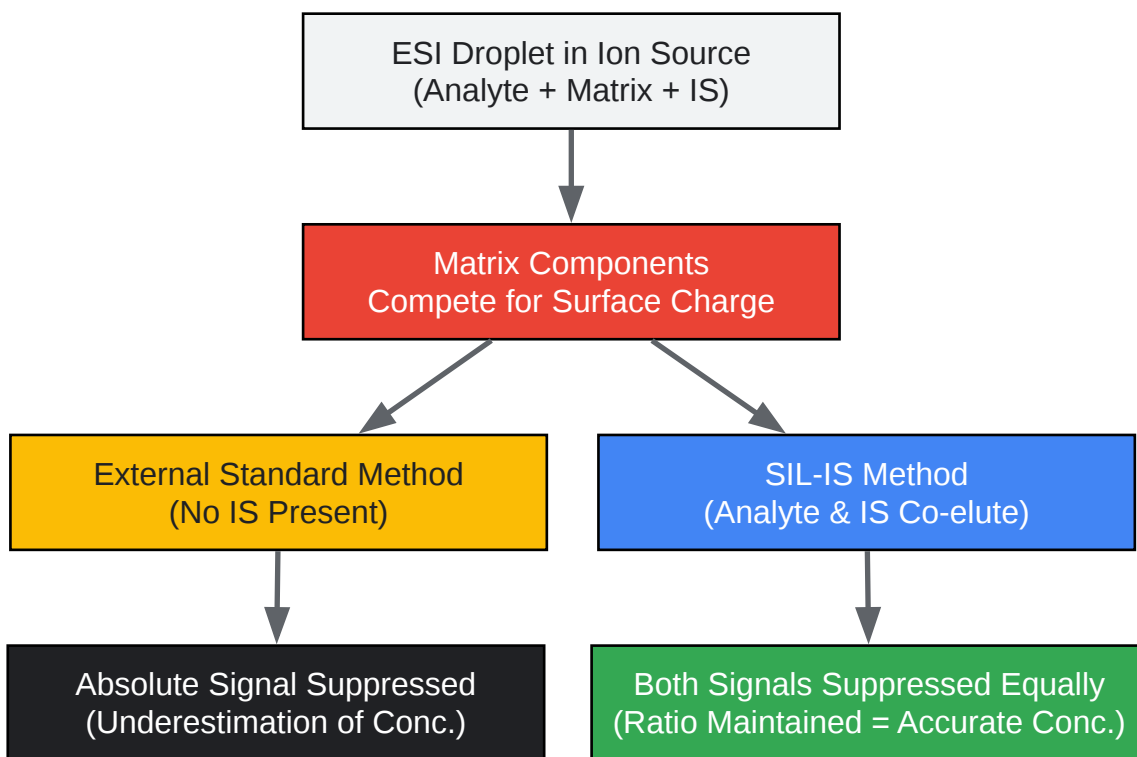 ESI Droplet in Ion Source
(Analyte + Matrix + IS)
Matrix Components
Compete for Surface Charge
External Standard Method
(No IS Present)
SIL-IS Method
(Analyte & IS Co-elute)
Absolute Signal Suppressed
(Underestimation of Conc.)
Both Signals Suppressed Equally
(Ratio Maintained = Accurate Conc.)